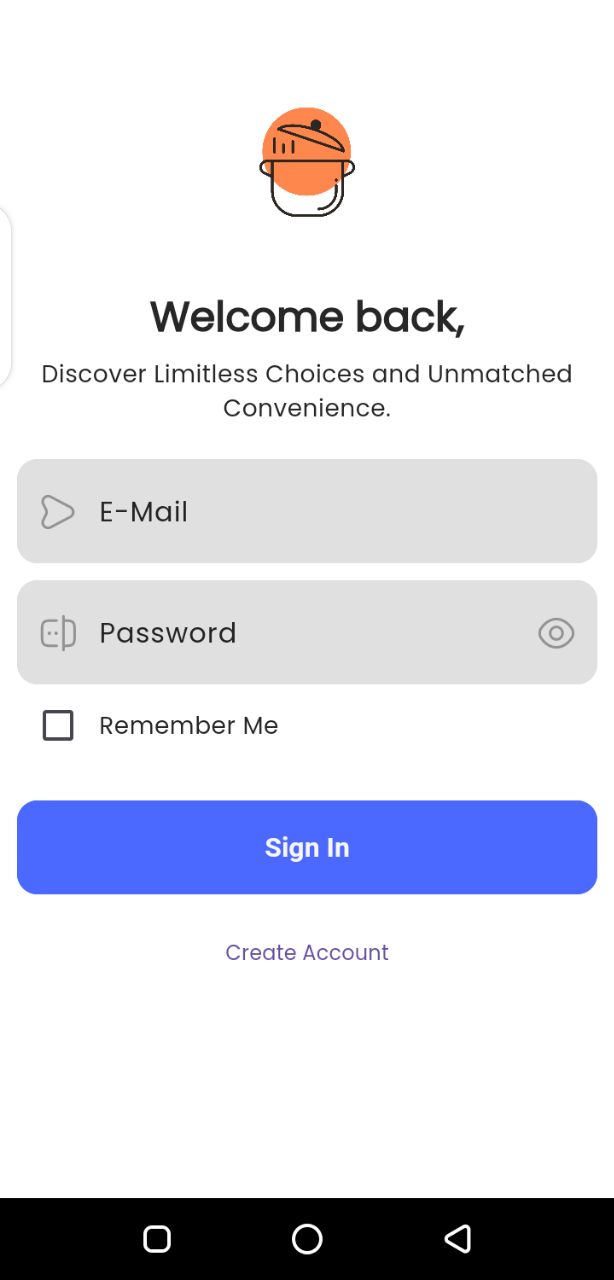 Welcome back,
Discover Limitless Choices and Unmatched
Convenience.
E-Mail
Password
Remember Me
Sign In
Create Account